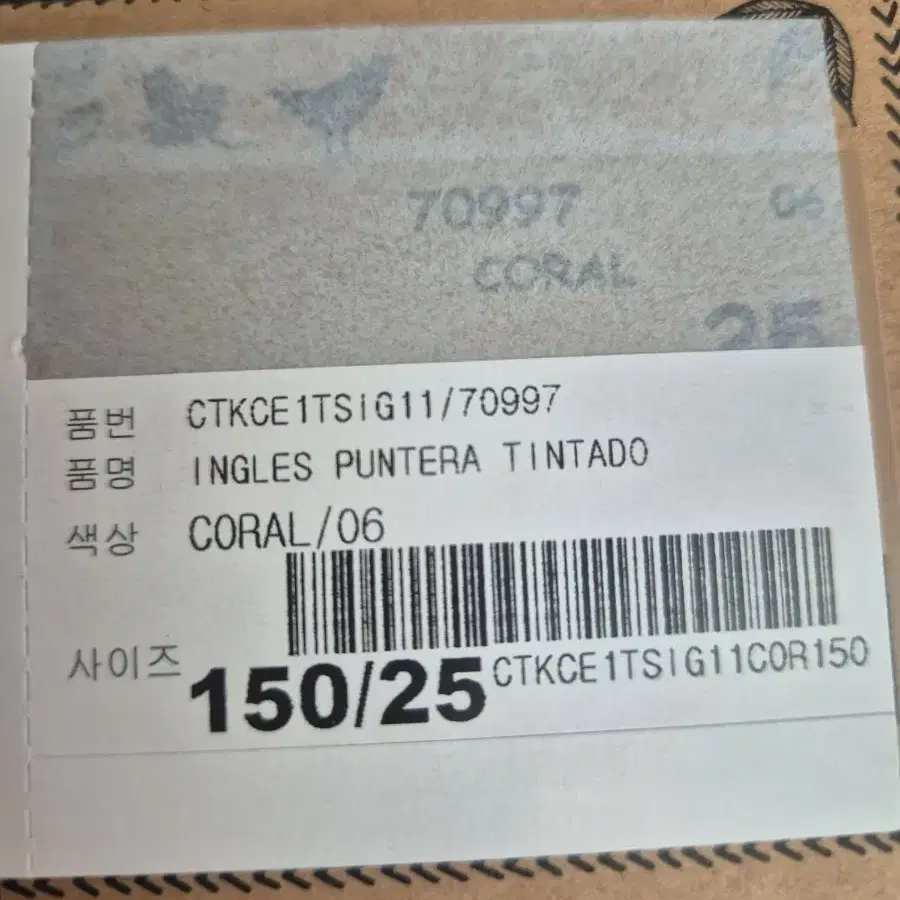 70997 06
CORAL
25
품번 CTKCE1TSIG11/70997
품명 INGLES PUNTERA TINTADO
색상 CORAL/06
사이즈 150/25 CTKCE1TSIG11COR150